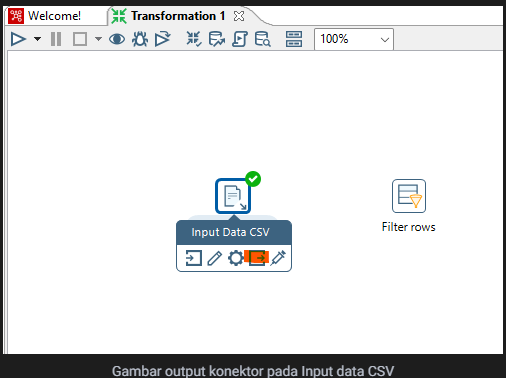 Welcome!
Transformation 1
100%
Input Data CSV
Filter rows
Gambar output konektor pada Input data CSV